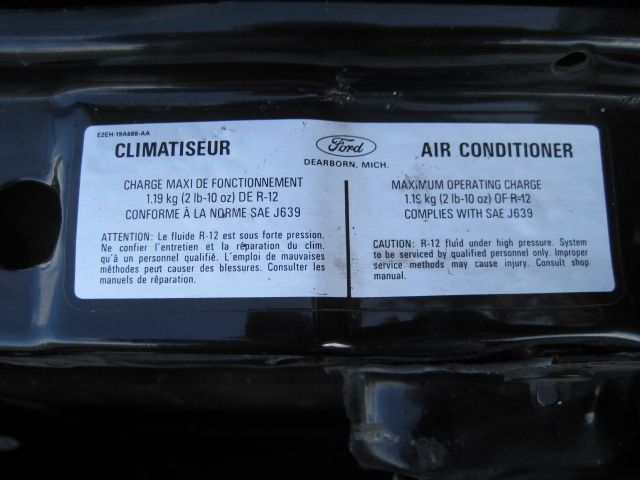 E2EH-19A688-AA
CLIMATISEUR
CHARGE MAXI DE FONCTIONNEMENT
1.19 kg (2 lb-10 oz) DE R-12
CONFORME À LA NORME SAE J639
ATTENTION: Le fluide R-12 est sous forte pression.
Ne confier l'entretien et la réparation du clim.
qu'à un personnel qualifié. L'emploi de mauvaises
méthodes peut causer des blessures. Consulter les
manuels de réparation.
Ford
DEARBORN, MICH.
AIR CONDITIONER
MAXIMUM OPERATING CHARGE
1.19 kg (2 lb-10 oz) OF R-12
COMPLIES WITH SAE J639
CAUTION: R-12 fluid under high pressure. System
to be serviced by qualified personnel only. Improper
service methods may cause injury. Consult shop
manual.